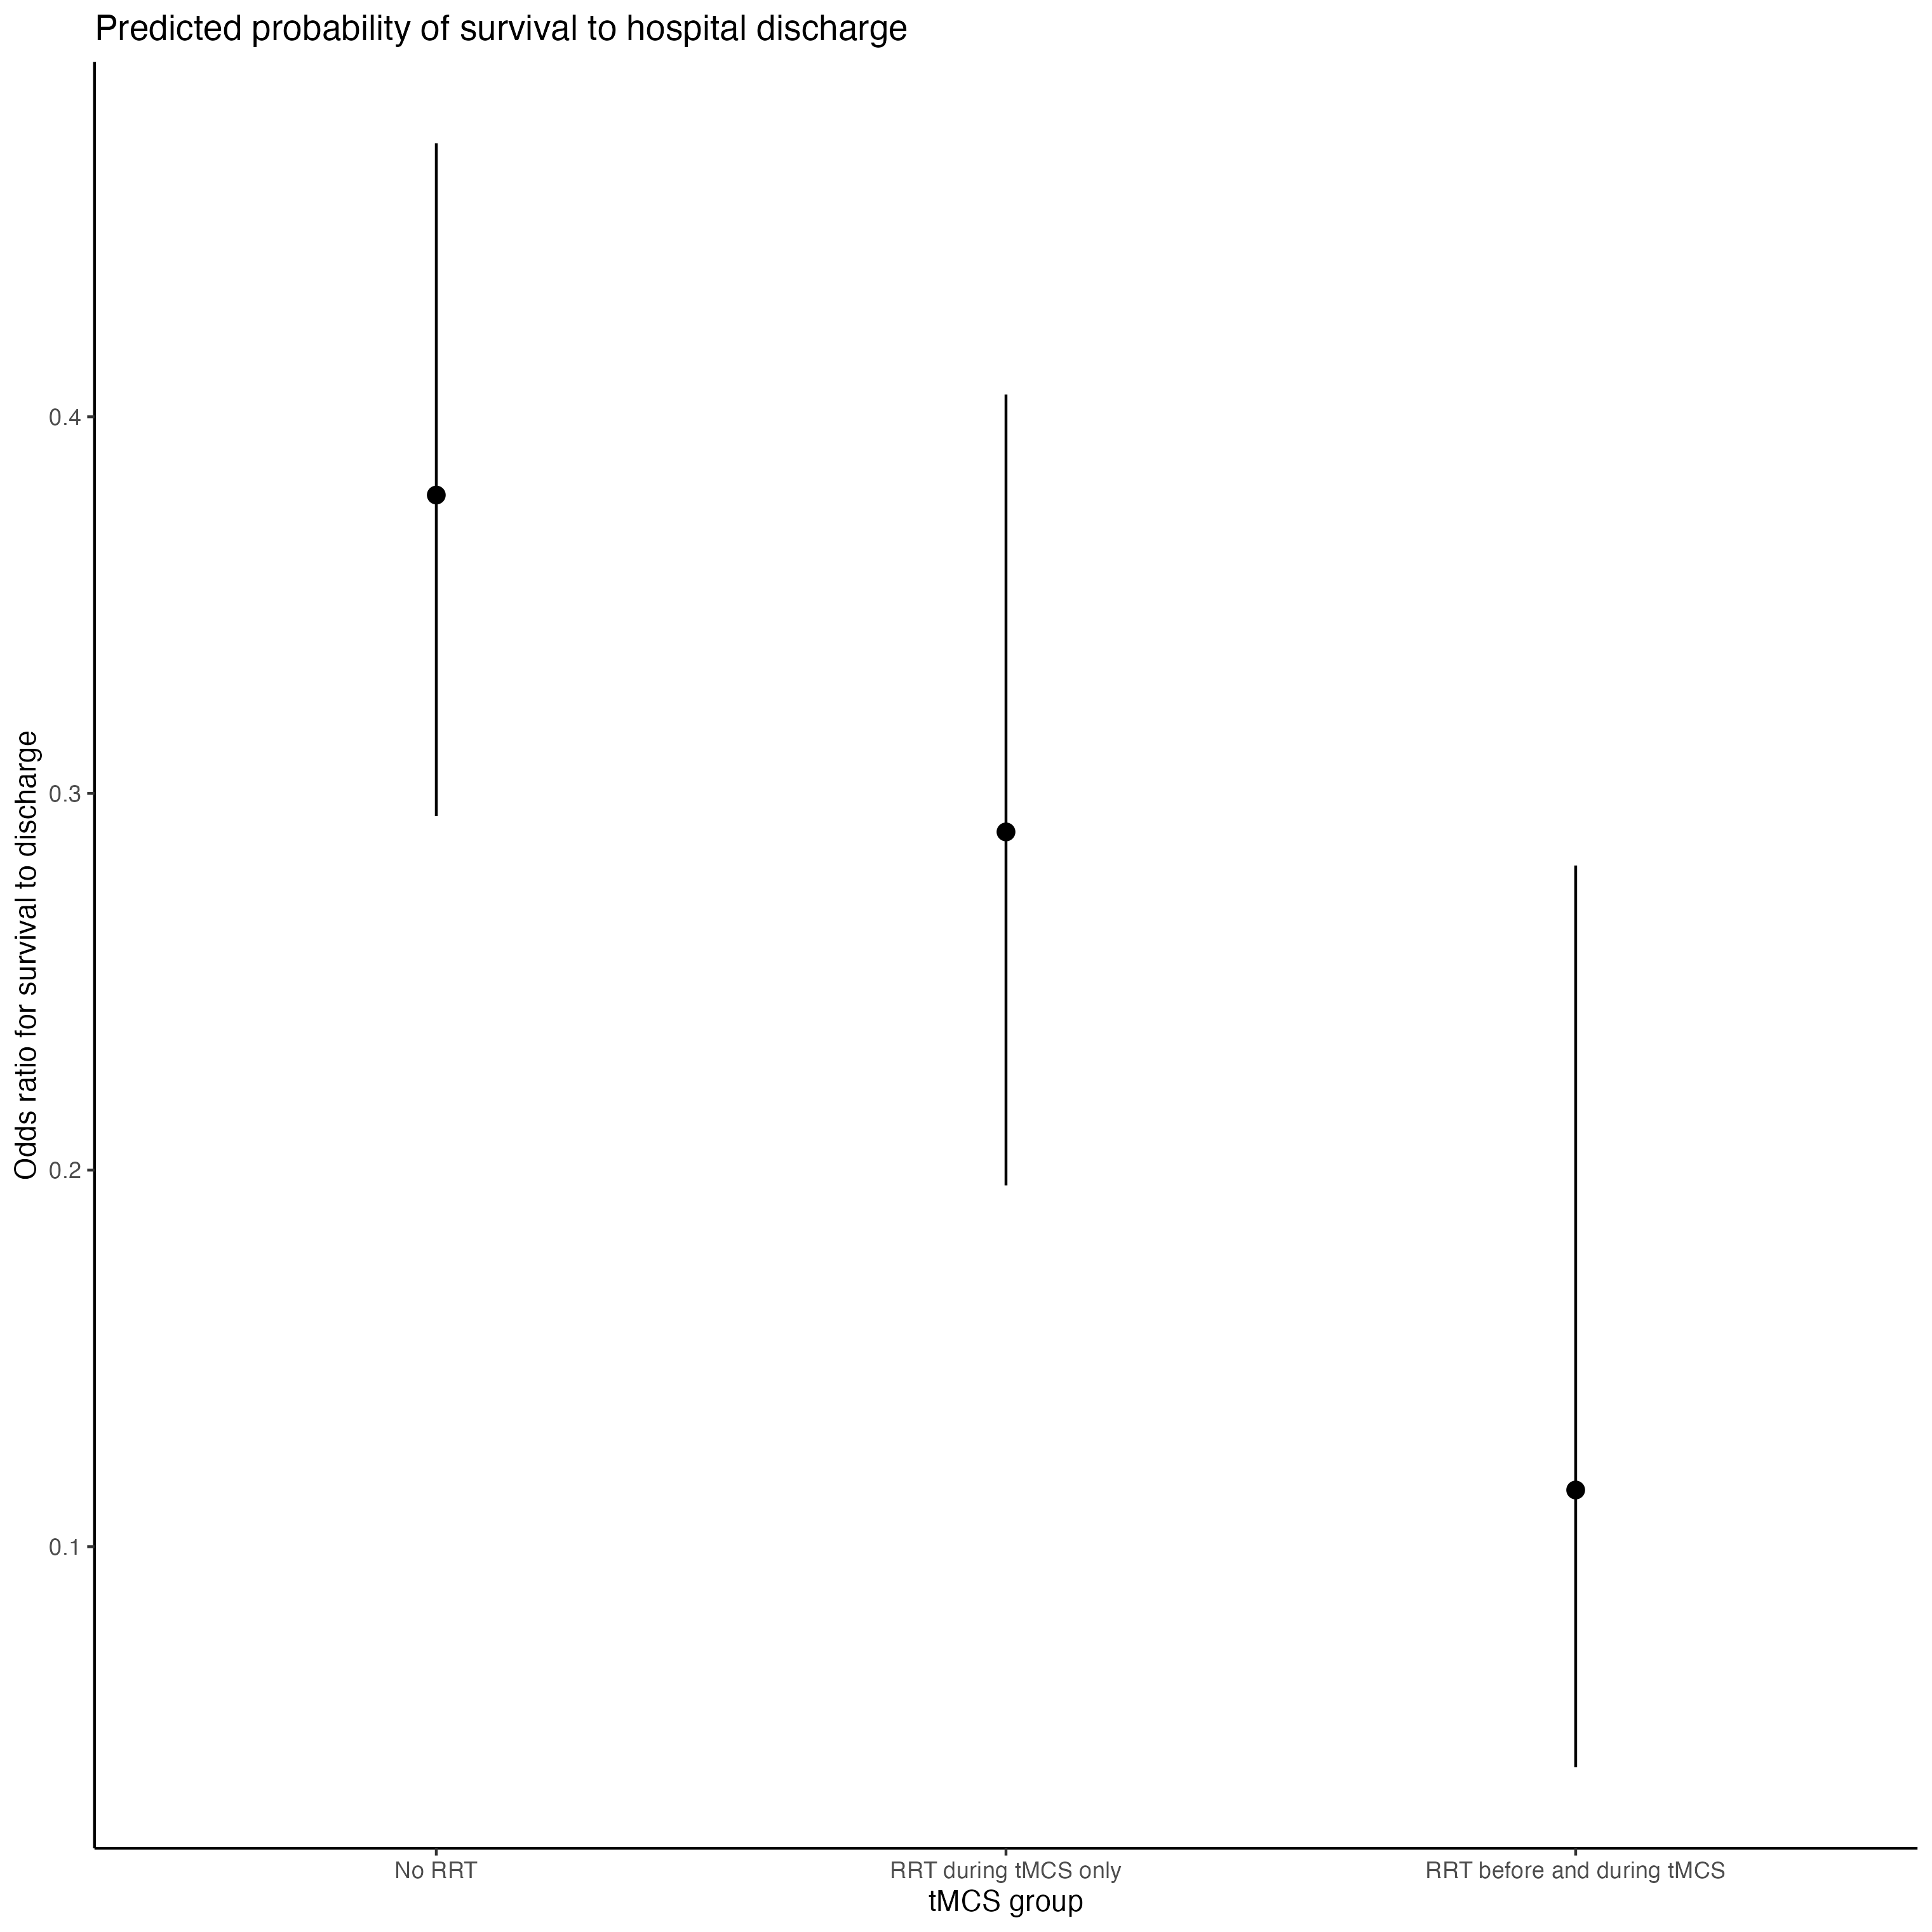 Predicted probability of survival to hospital discharge
Odds ratio for survival to discharge
0.4
0.3
0.2
0.1
No RRT
RRT during tMCS only
RRT before and during tMCS
tMCS group